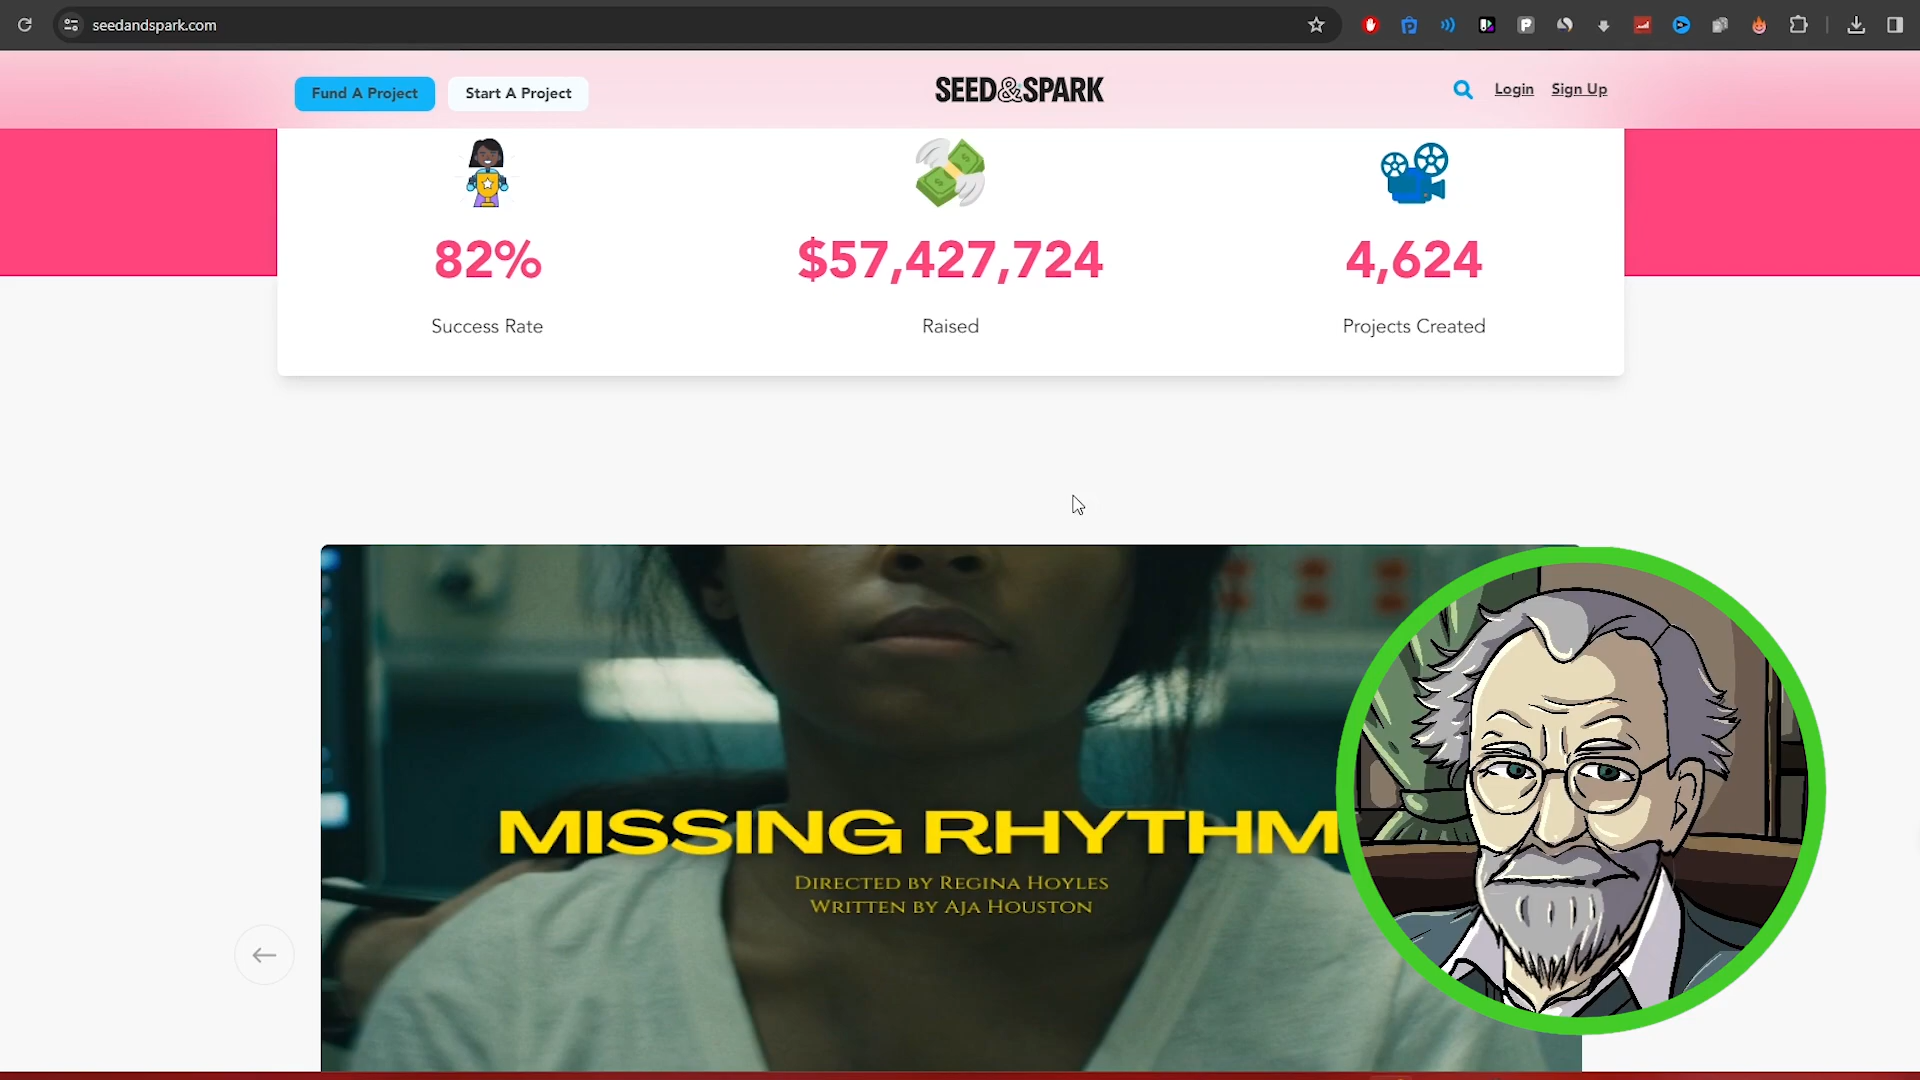 seedandspark.com
Fund A Project
Start A Project
SEED&SPARK
Login
Sign Up
82%
$57,427,724
4,624
Success Rate
Raised
Projects Created
MISSING RHYTHM
DIRECTED BY REGINA HOYLES
WRITTEN BY AJA HOUSTON